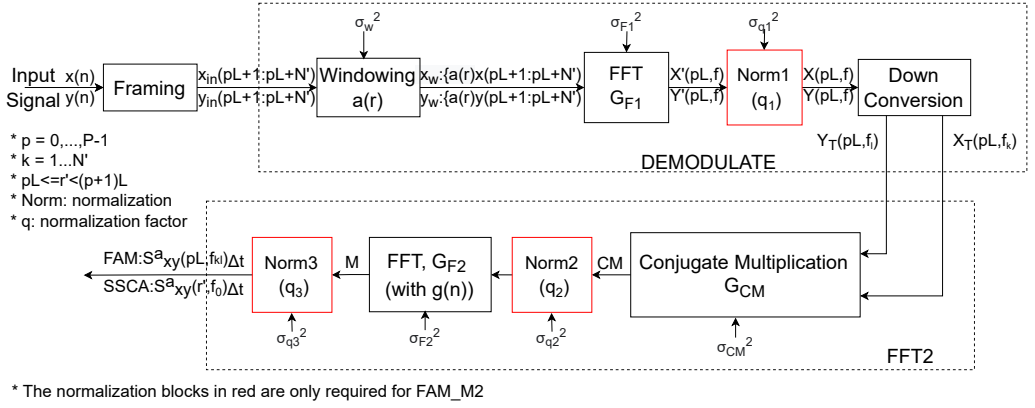 σw²
σF1²
σq1²
Input
Signal
x(n)
y(n)
Framing
xin(pL+1:pL+N')
yin(pL+1:pL+N')
Windowing
a(r)
xw:{a(r)x(pL+1:pL+N')
yw:{a(r)y(pL+1:pL+N')
FFT
GF1
X'(pL,f)
Y'(pL,f)
Norm1
(q1)
X(pL,f)
Y(pL,f)
Down
Conversion
YT(pL,fl)
XT(pL,fk)
DEMODULATE
* p = 0,...,P-1
* k = 1...N'
* pL<=r'<(p+1)L
* Norm: normalization
* q: normalization factor
FAM:Sᵃxy(pL,fkl)Δt
SSCA:Sᵃxy(r',f0)Δt
Norm3
(q3)
M
FFT, GF2
(with g(n))
Norm2
(q2)
CM
Conjugate Multiplication
GCM
σq3²
σF2²
σq2²
σCM²
FFT2
* The normalization blocks in red are only required for FAM_M2